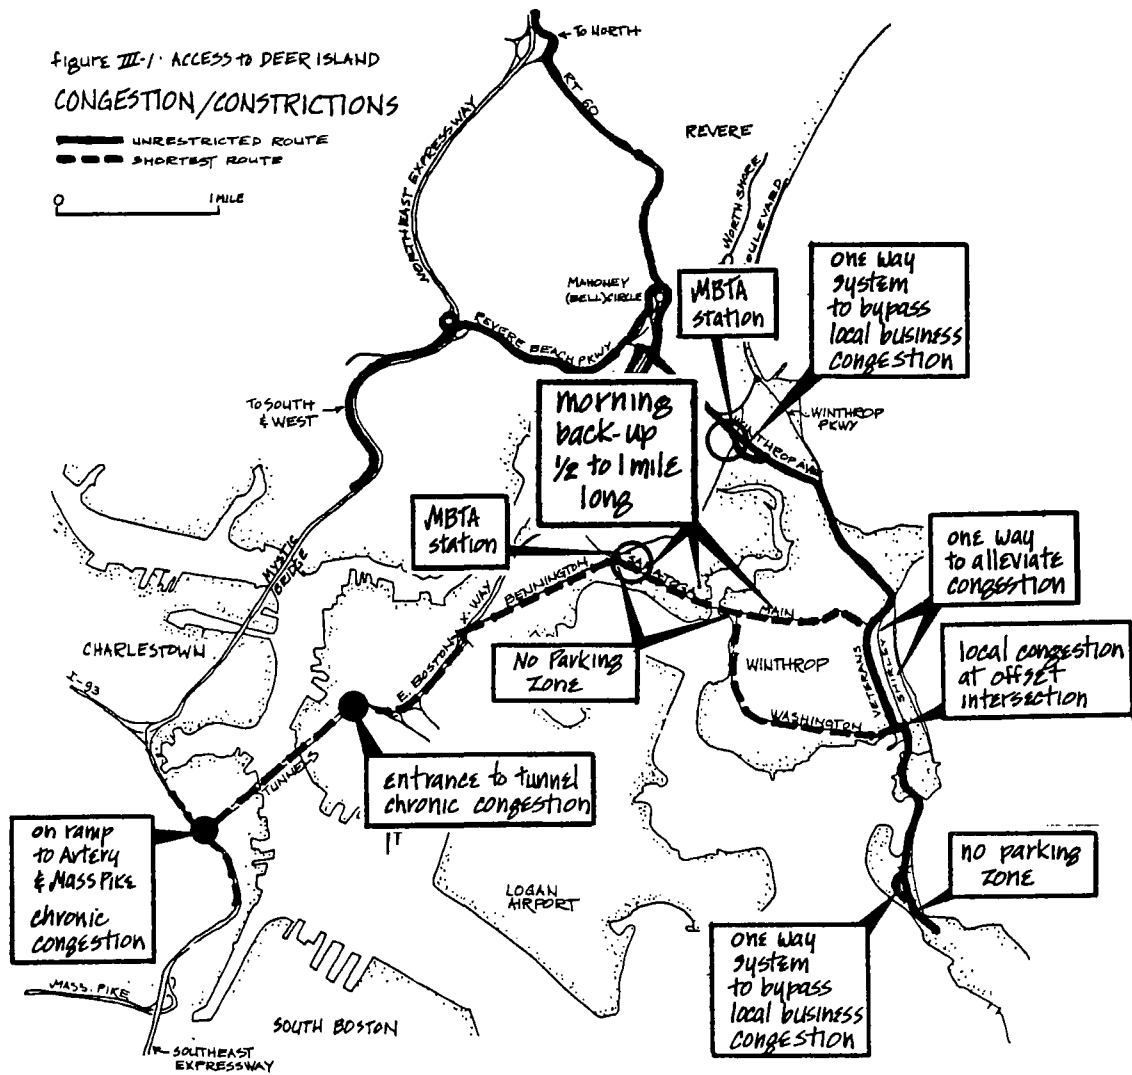 figure III-1· ACCESS to DEER ISLAND
CONGESTION/CONSTRICTIONS
UNRESTRICTED ROUTE
SHORTEST ROUTE
0 1 MILE
TO NORTH
RT 60
NORTHEAST EXPRESSWAY
REVERE
NORTH SHORE
BOULEVARD
MAHONEY
(BELL) CIRCLE
MBTA
station
one way
system
to bypass
local business
congestion
REVERE BEACH PKWY
TO SOUTH
& WEST
morning
back-up
1/2 to 1 mile
long
WINTHROP
PKWY
WINTHROP AVE
MBTA
station
one way
to alleviate
congestion
MYSTIC
BRIDGE
BENNINGTON
SARATOGA
MAIN
CHARLESTOWN
No Parking
Zone
WINTHROP
VETERANS
SHIRLEY
local congestion
at offset
intersection
I-93
E. BOSTON X-WAY
WASHINGTON
TUNNELS
entrance to tunnel
chronic congestion
on ramp
to Artery
& MASS PIKE
chronic
congestion
no parking
zone
LOGAN
AIRPORT
one way
system
to bypass
local business
congestion
MASS. PIKE
SOUTH BOSTON
SOUTHEAST
EXPRESSWAY